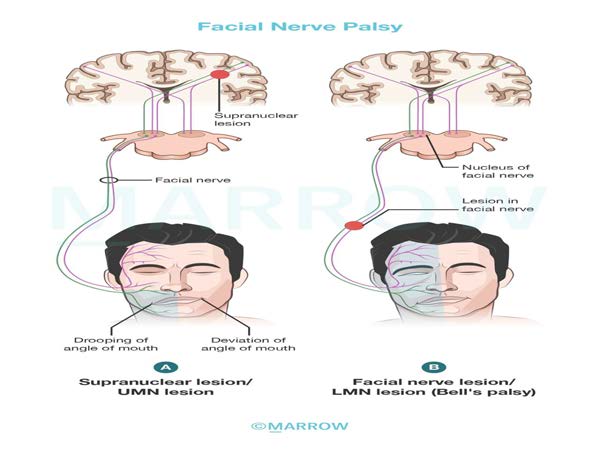 Facial Nerve Palsy
Supranuclear
lesion
Facial nerve
Drooping of
angle of mouth
Deviation of
angle of mouth
A
Supranuclear lesion/
UMN lesion
Nucleus of
facial nerve
Lesion in
facial nerve
B
Facial nerve lesion/
LMN lesion (Bell's palsy)
MARROW
©MARROW